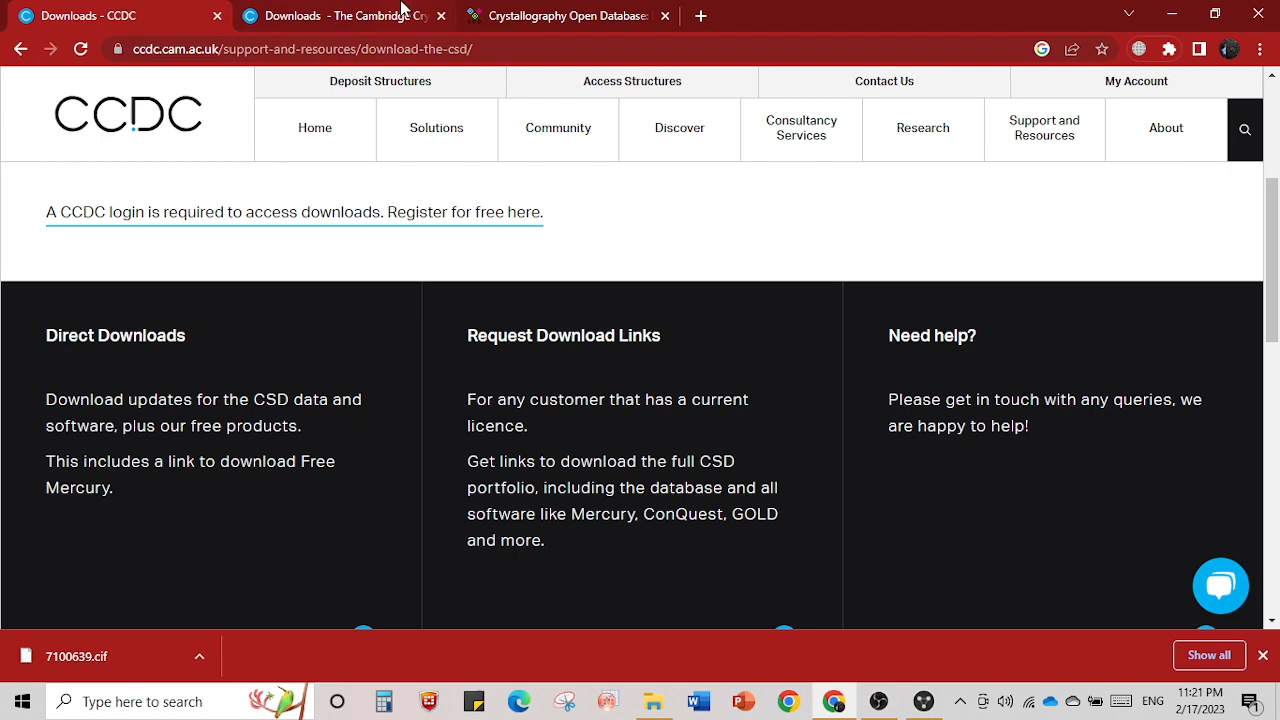 Downloads - CCDC
Downloads - The Cambridge Cry
Crystallography Open Database:
ccdc.cam.ac.uk/support-and-resources/download-the-csd/
Deposit Structures
Access Structures
Contact Us
My Account
CCDC
Home
Solutions
Community
Discover
Consultancy
Services
Research
Support and
Resources
About
A CCDC login is required to access downloads. Register for free here.
Direct Downloads
Download updates for the CSD data and
software, plus our free products.
This includes a link to download Free
Mercury.
Request Download Links
For any customer that has a current
licence.
Get links to download the full CSD
portfolio, including the database and all
software like Mercury, ConQuest, GOLD
and more.
Need help?
Please get in touch with any queries, we
are happy to help!
7100639.cif
Show all
Type here to search
ENG
11:21 PM
2/17/2023
1